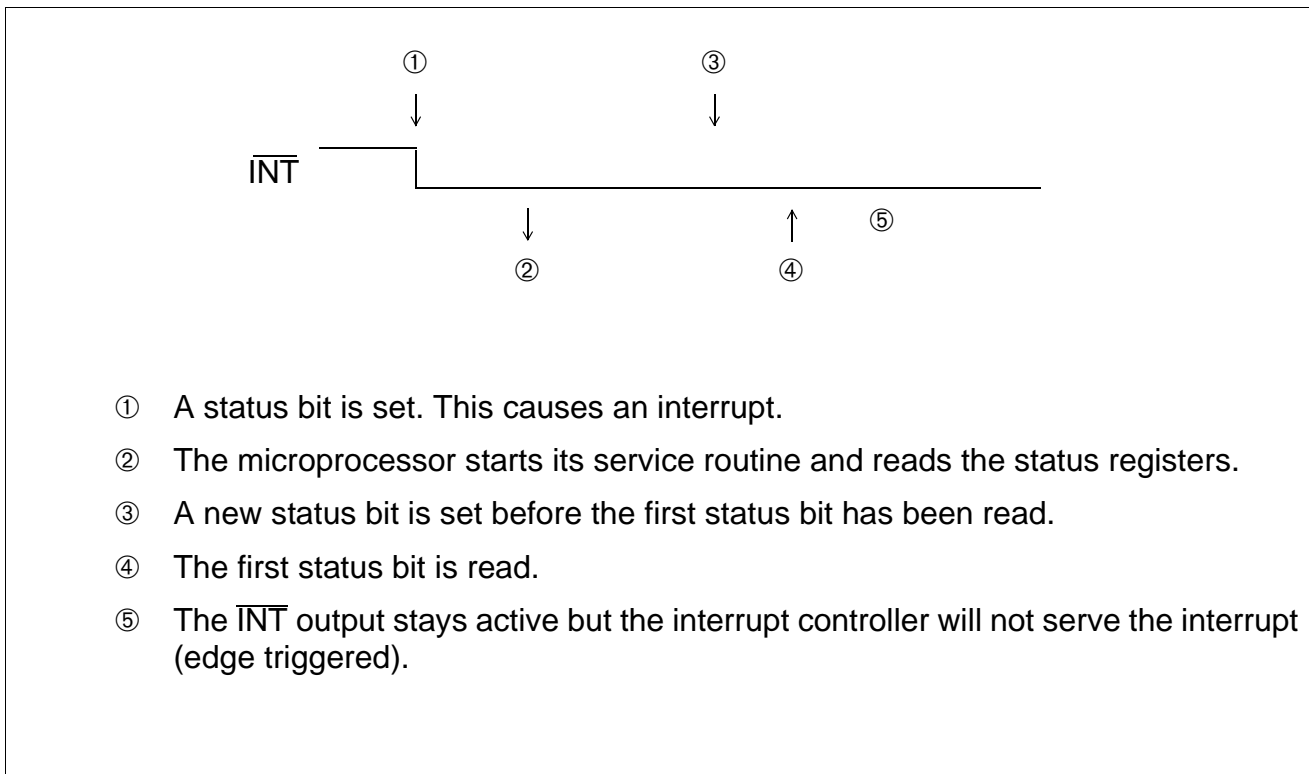 ① ③
INT
⑤
② ④
① A status bit is set. This causes an interrupt.
② The microprocessor starts its service routine and reads the status registers.
③ A new status bit is set before the first status bit has been read.
④ The first status bit is read.
⑤ The INT output stays active but the interrupt controller will not serve the interrupt
(edge triggered).